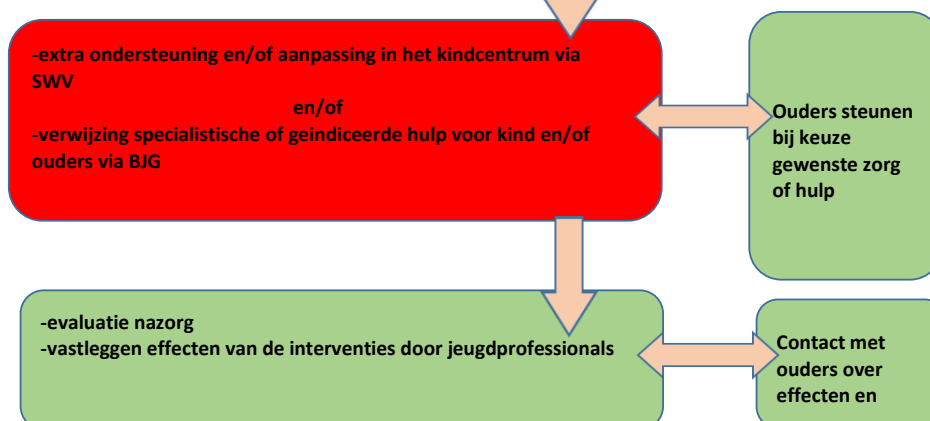 -extra ondersteuning en/of aanpassing in het kindcentrum via
SWV
en/of
-verwijzing specialistische of geindiceerde hulp voor kind en/of
ouders via BJG
Ouders steunen
bij keuze
gewenste zorg
of hulp
-evaluatie nazorg
-vastleggen effecten van de interventies door jeugdprofessionals
Contact met
ouders over
effecten en